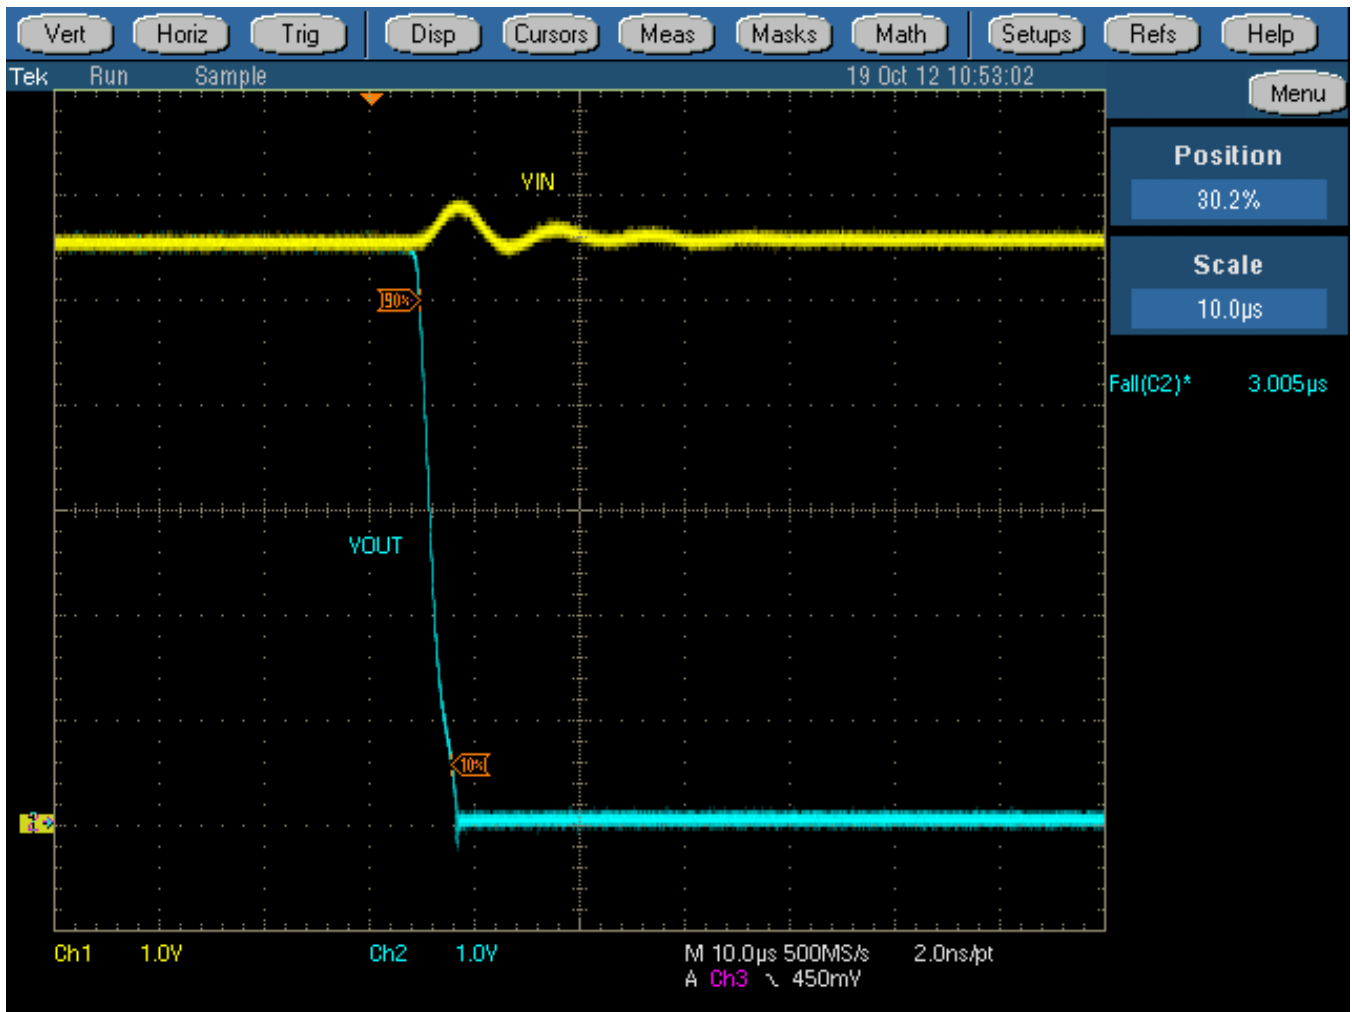 Vert Horiz Trig Disp Cursors Meas Masks Math Setups Refs Help
Tek Run Sample 19 Oct 12 10:53:02
Menu
Position
30.2%
VIN
Scale
10.0µs
90%
Fall(C2)* 3.005µs
VOUT
10%
Ch1 1.0V Ch2 1.0V M 10.0µs 500MS/s 2.0ns/pt
A Ch3 450mV